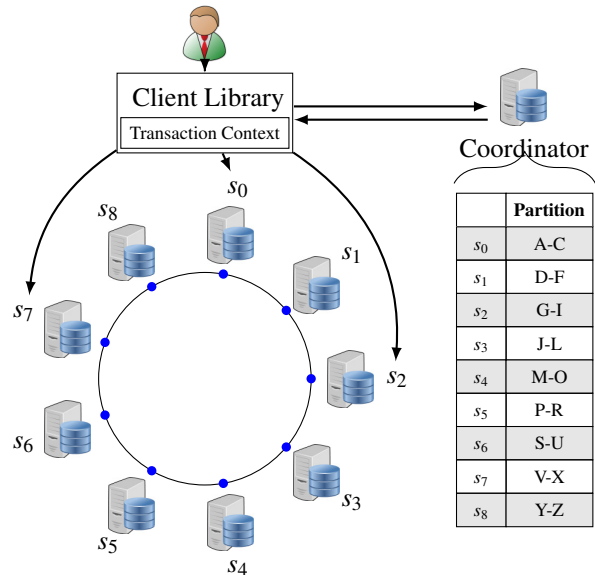 Client Library
Transaction Context
Coordinator
s0
s8
s1
s7
s2
s6
s3
s5
s4
Partition
s0 A-C
s1 D-F
s2 G-I
s3 J-L
s4 M-O
s5 P-R
s6 S-U
s7 V-X
s8 Y-Z